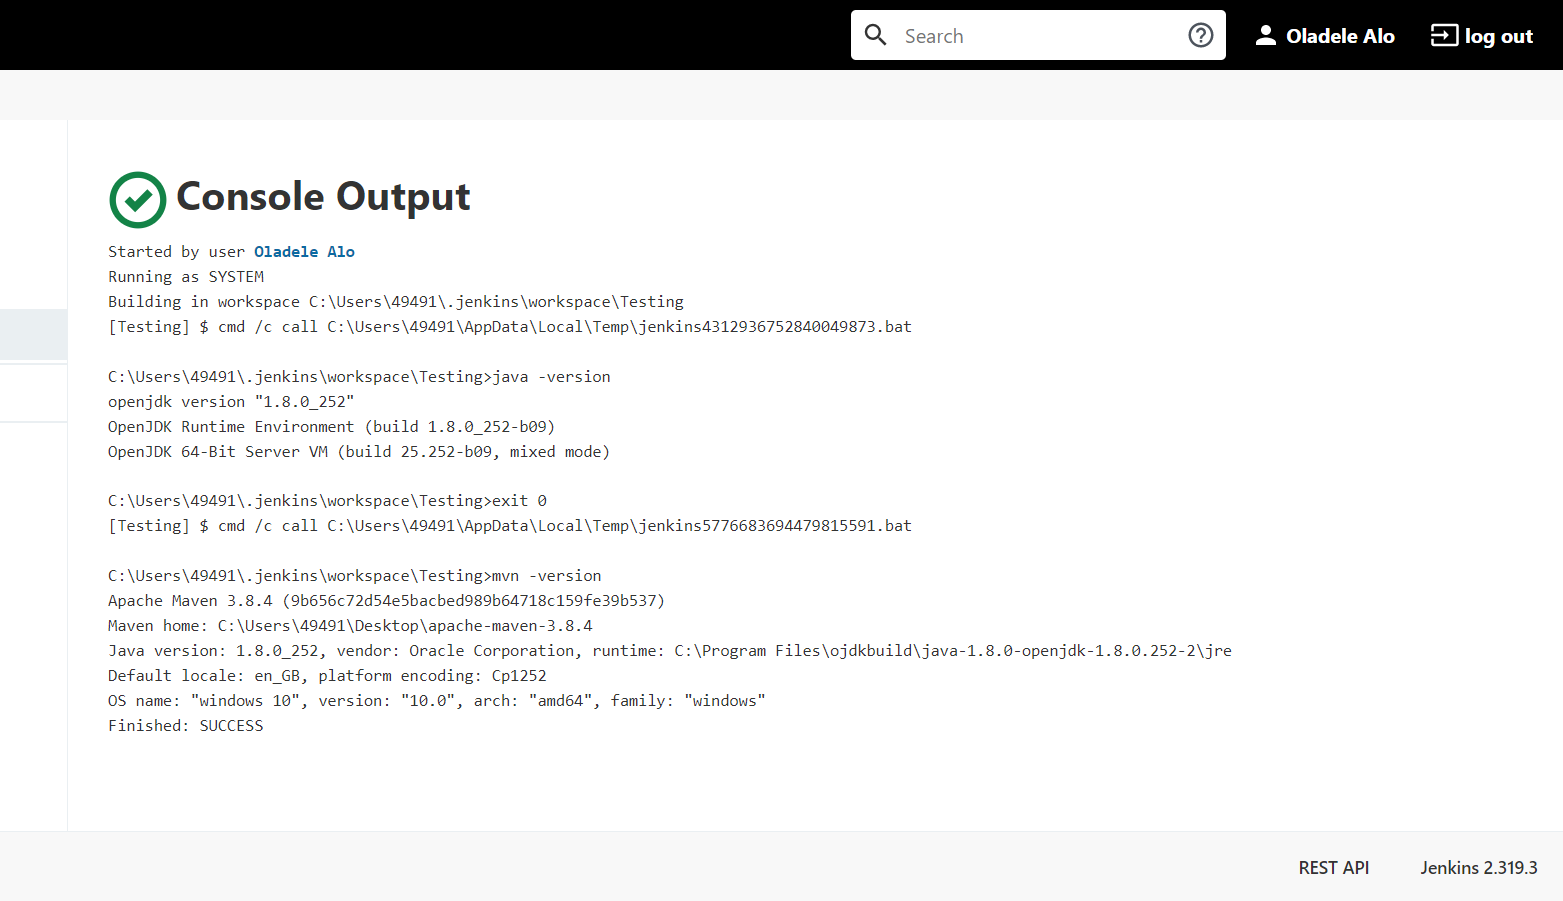 Search
Oladele Alo
log out
Console Output
Started by user Oladele Alo
Running as SYSTEM
Building in workspace C:\Users\49491\.jenkins\workspace\Testing
[Testing] $ cmd /c call C:\Users\49491\AppData\Local\Temp\jenkins4312936752840049873.bat
C:\Users\49491\.jenkins\workspace\Testing>java -version
openjdk version "1.8.0_252"
OpenJDK Runtime Environment (build 1.8.0_252-b09)
OpenJDK 64-Bit Server VM (build 25.252-b09, mixed mode)
C:\Users\49491\.jenkins\workspace\Testing>exit 0
[Testing] $ cmd /c call C:\Users\49491\AppData\Local\Temp\jenkins5776683694479815591.bat
C:\Users\49491\.jenkins\workspace\Testing>mvn -version
Apache Maven 3.8.4 (9b656c72d54e5bacbed989b64718c159fe39b537)
Maven home: C:\Users\49491\Desktop\apache-maven-3.8.4
Java version: 1.8.0_252, vendor: Oracle Corporation, runtime: C:\Program Files\ojdkbuild\java-1.8.0-openjdk-1.8.0.252-2\jre
Default locale: en_GB, platform encoding: Cp1252
OS name: "windows 10", version: "10.0", arch: "amd64", family: "windows"
Finished: SUCCESS
REST API
Jenkins 2.319.3